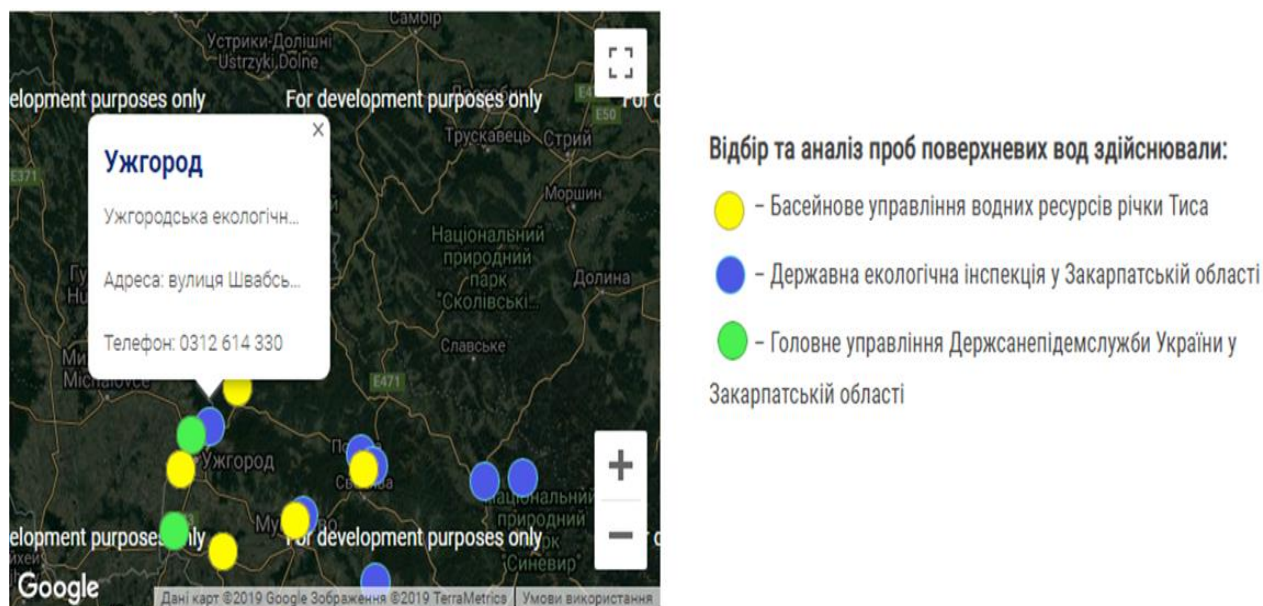 Самбір
Устрики-Долішні
Ustrzyki Dolne
elopment purposes only For development purposes only For d
E50
Трускавець Стрий
E371
Моршин
×
Ужгород
Ужгородська екологічн...
Адреса: вулиця Швабсь...
Телефон: 0312 614 330
Національний
природний
парк
"Сколівські...
Долина
Славське
Michalovce
E471
Ужгород
природний
"Синевир"
elopment purposes only For development purposes only
Google
Дані карт ©2019 Google Зображення ©2019 TerraMetrics Умови використання
+
−
Відбір та аналіз проб поверхневих вод здійснювали:
– Басейнове управління водних ресурсів річки Тиса
– Державна екологічна інспекція у Закарпатській області
– Головне управління Держсанепідемслужби України у
Закарпатській області